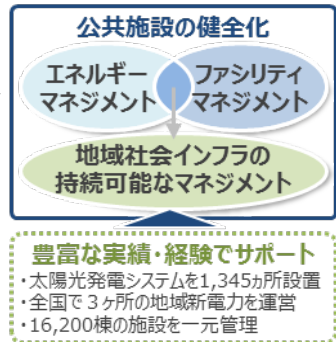 公共施設の健全化
エネルギー
マネジメント
ファシリティ
マネジメント
地域社会インフラの
持続可能なマネジメント
豊富な実績・経験でサポート
・太陽光発電システムを1,345ヵ所設置
・全国で３ヶ所の地域新電力を運営
・16,200棟の施設を一元管理